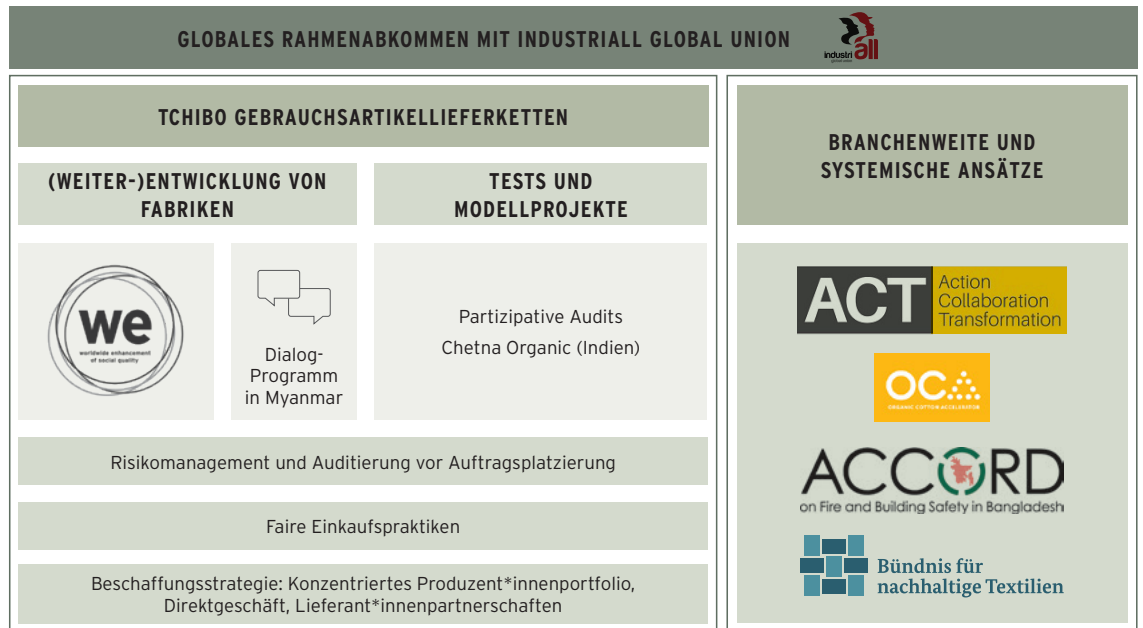 GLOBALES RAHMENABKOMMEN MIT INDUSTRIALL GLOBAL UNION
industri all
global union
TCHIBO GEBRAUCHSARTIKELLIEFERKETTEN
(WEITER-)ENTWICKLUNG VON
FABRIKEN
we
worldwide enhancement
of social quality
Dialog-
Programm
in Myanmar
TESTS UND
MODELLPROJEKTE
Partizipative Audits
Chetna Organic (Indien)
Risikomanagement und Auditierung vor Auftragsplatzierung
Faire Einkaufspraktiken
Beschaffungsstrategie: Konzentriertes Produzent*innenportfolio,
Direktgeschäft, Lieferant*innenpartnerschaften
BRANCHENWEITE UND
SYSTEMISCHE ANSÄTZE
ACT
Action
Collaboration
Transformation
OCA
ORGANIC COTTON ACCELERATOR
ACCORD
on Fire and Building Safety in Bangladesh
Bündnis für
nachhaltige Textilien